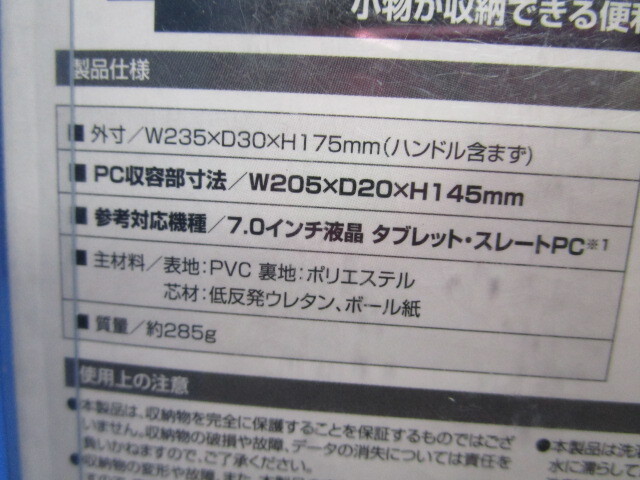 小物が収納できる便利
製品仕様
■ 外寸/W235×D30×H175mm(ハンドル含まず)
■ PC収容部寸法/W205×D20×H145mm
■ 参考対応機種/7.0インチ液晶 タブレット・スレートPC※1
■ 主材料/表地:PVC 裏地:ポリエステル
芯材:低反発ウレタン、ボール紙
■ 質量/約285g
使用上の注意
●本製品は、収納物を完全に保護することを保証するものではござ
いません。収納物の破損や故障、データの消失については責任を
負いかねますので、ご了承ください。
●収納物の変形や故障、また、本製品の
●本製品は洗
水に濡らして